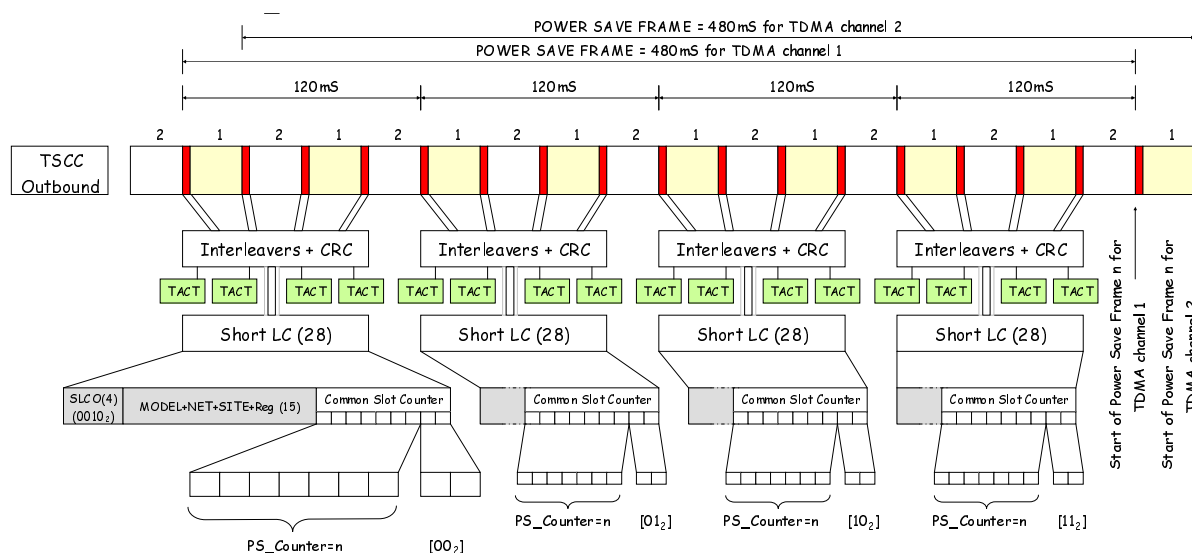 POWER SAVE FRAME = 480mS for TDMA channel 2
POWER SAVE FRAME = 480mS for TDMA channel 1
120mS 120mS 120mS 120mS
2 1 2 1 2 1 2 1 2 1 2 1 2 1 2 1 2 1
TSCC
Outbound
Interleavers + CRC Interleavers + CRC Interleavers + CRC Interleavers + CRC
TACT TACT TACT TACT TACT TACT TACT TACT TACT TACT TACT TACT TACT TACT TACT TACT
Short LC (28) Short LC (28) Short LC (28) Short LC (28)
SLCO(4)
(0010₂)
MODEL+NET+SITE+Reg (15)
Common Slot Counter Common Slot Counter Common Slot Counter Common Slot Counter
PS_Counter=n [00₂]
PS_Counter=n [01₂]
PS_Counter=n [10₂]
PS_Counter=n [11₂]
Start of Power Save Frame n for
TDMA channel 1
Start of Power Save Frame n for
TDMA channel 2